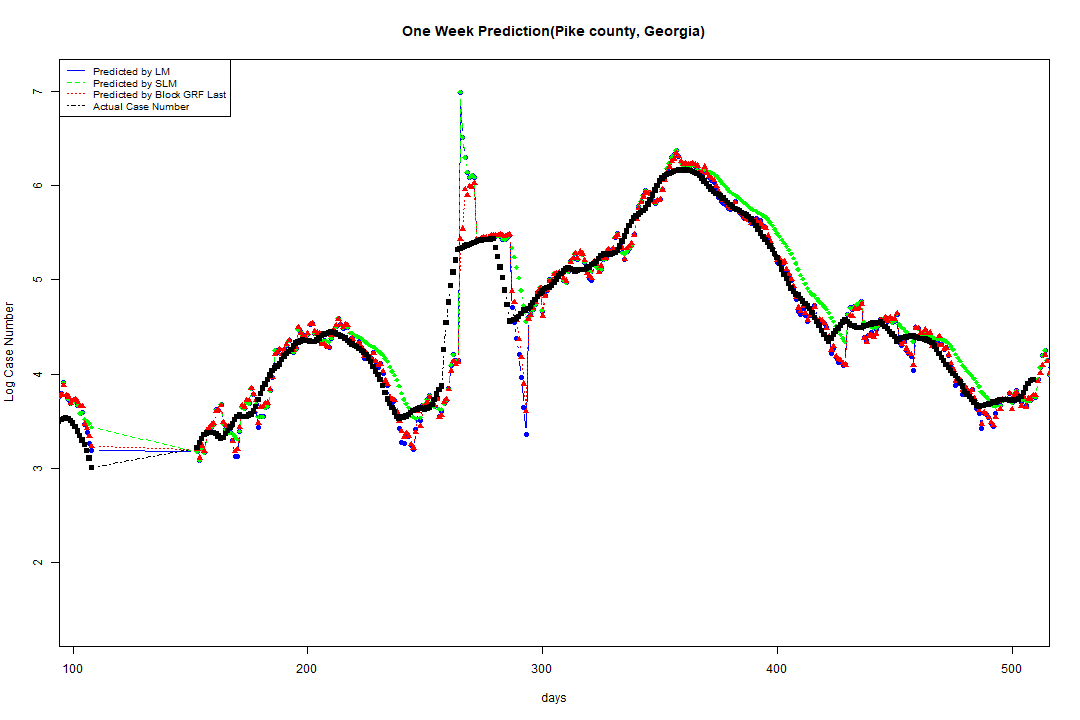 One Week Prediction(Pike county, Georgia)
Predicted by LM
Predicted by SLM
Predicted by Block GRF Last
Actual Case Number
7
6
5
4
3
2
Log Case Number
100 200 300 400 500
days